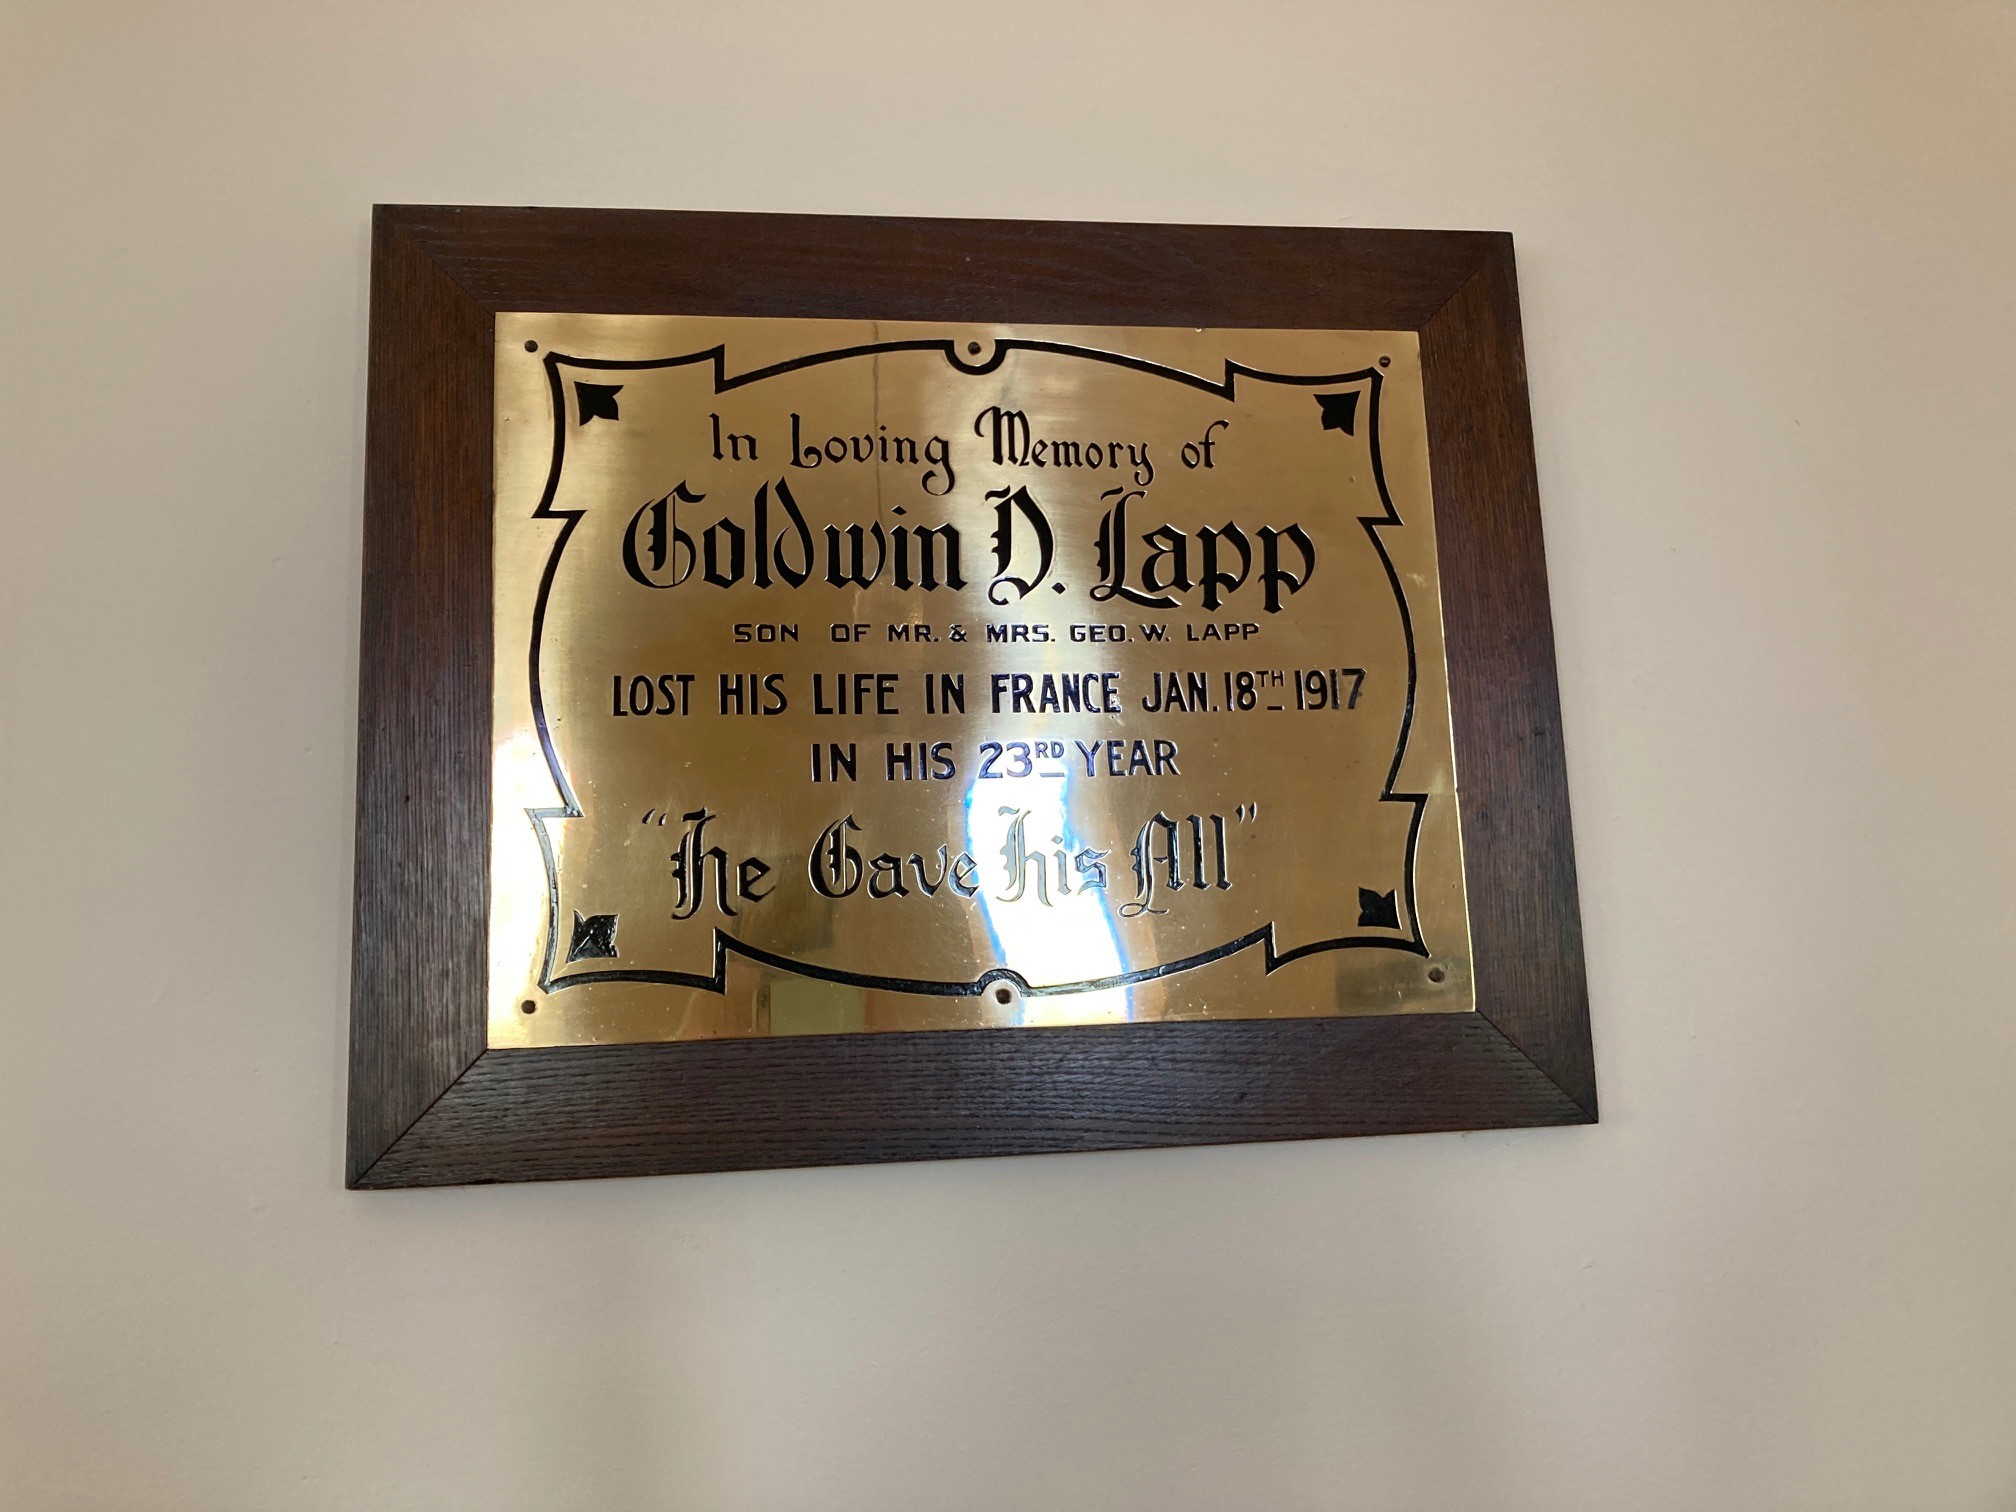 In Loving Memory of
Goldwin D. Lapp
SON OF MR. & MRS. GEO. W. LAPP
LOST HIS LIFE IN FRANCE JAN. 18TH 1917
IN HIS 23RD YEAR
"He Gave His All"